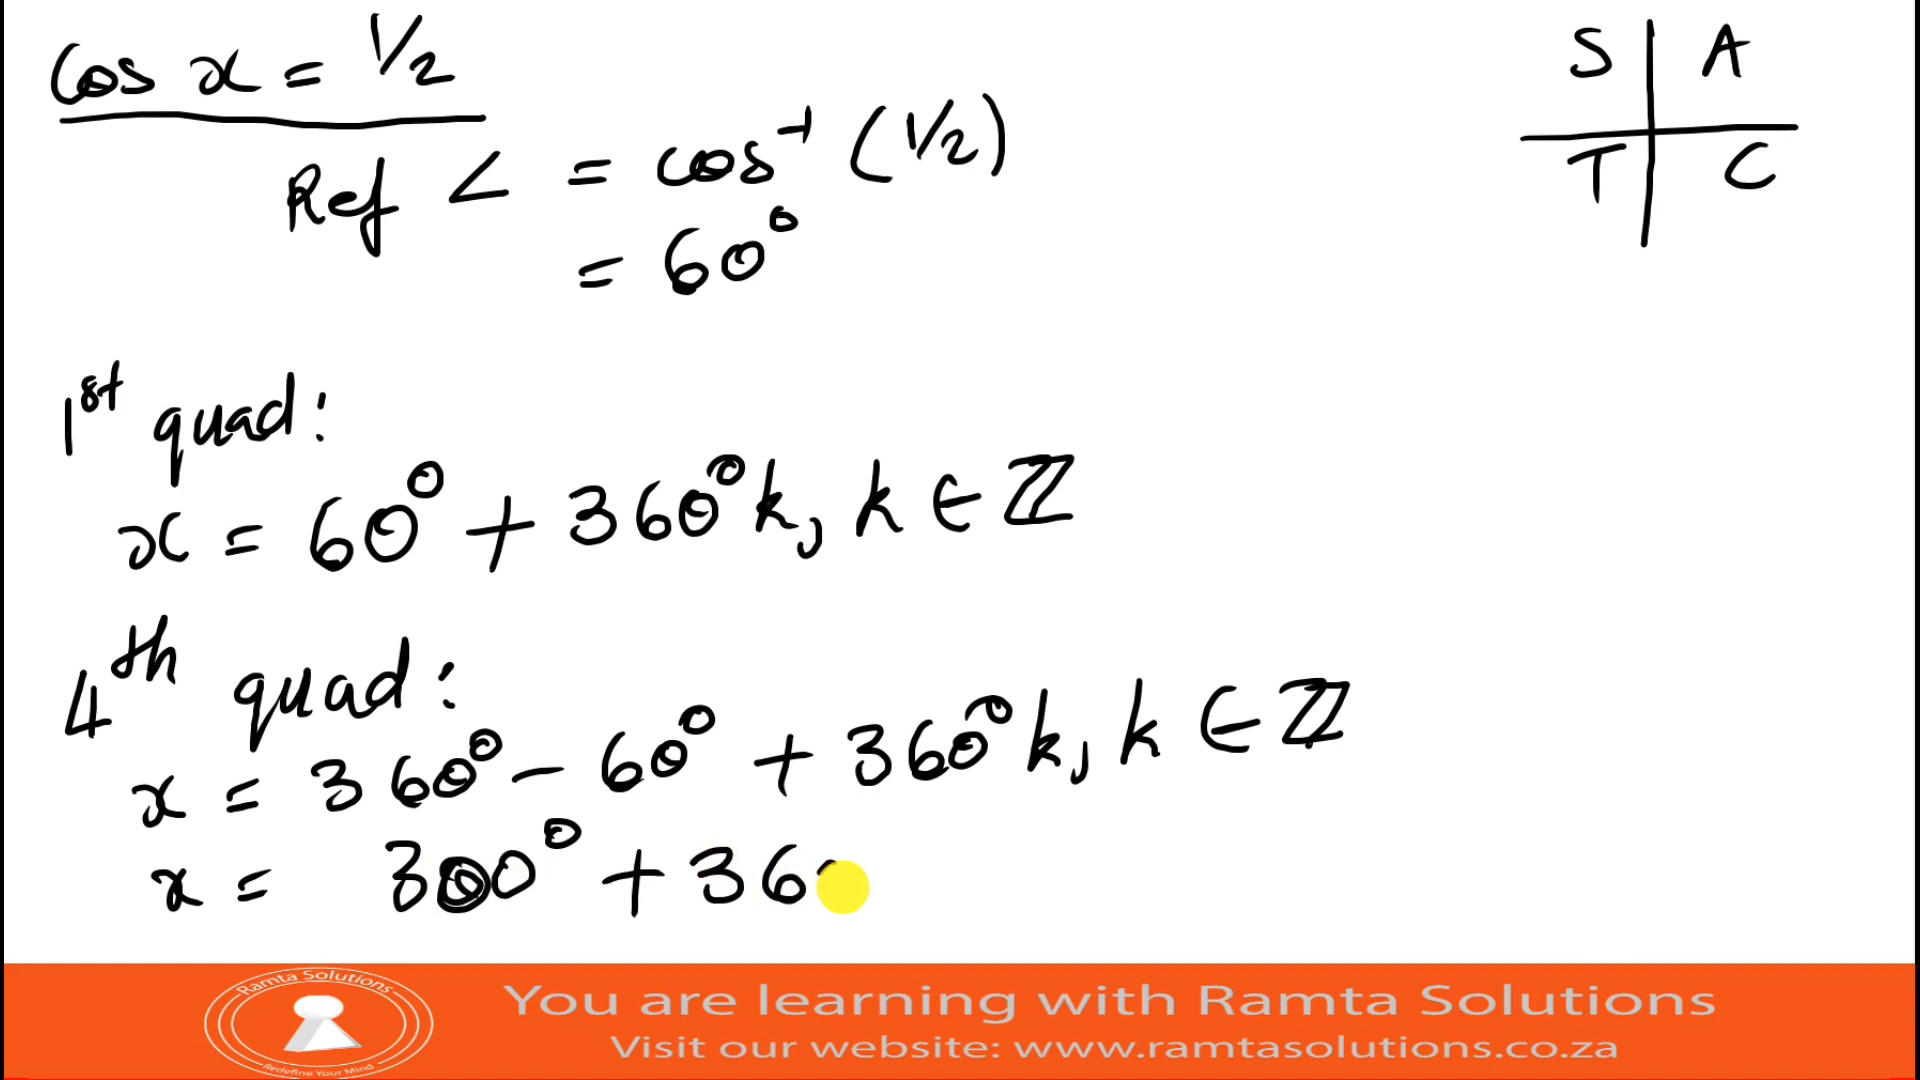 cos x = 1/2
S A
T C
Ref ∠ = cos⁻¹ (1/2)
= 60°
1st quad:
x = 60° + 360°k, k ∈ ℤ
4th quad:
x = 360° - 60° + 360°k, k ∈ ℤ
x = 300° + 36
Ramta Solutions
Redefine Your Mind
You are learning with Ramta Solutions
Visit our website: www.ramtasolutions.co.za